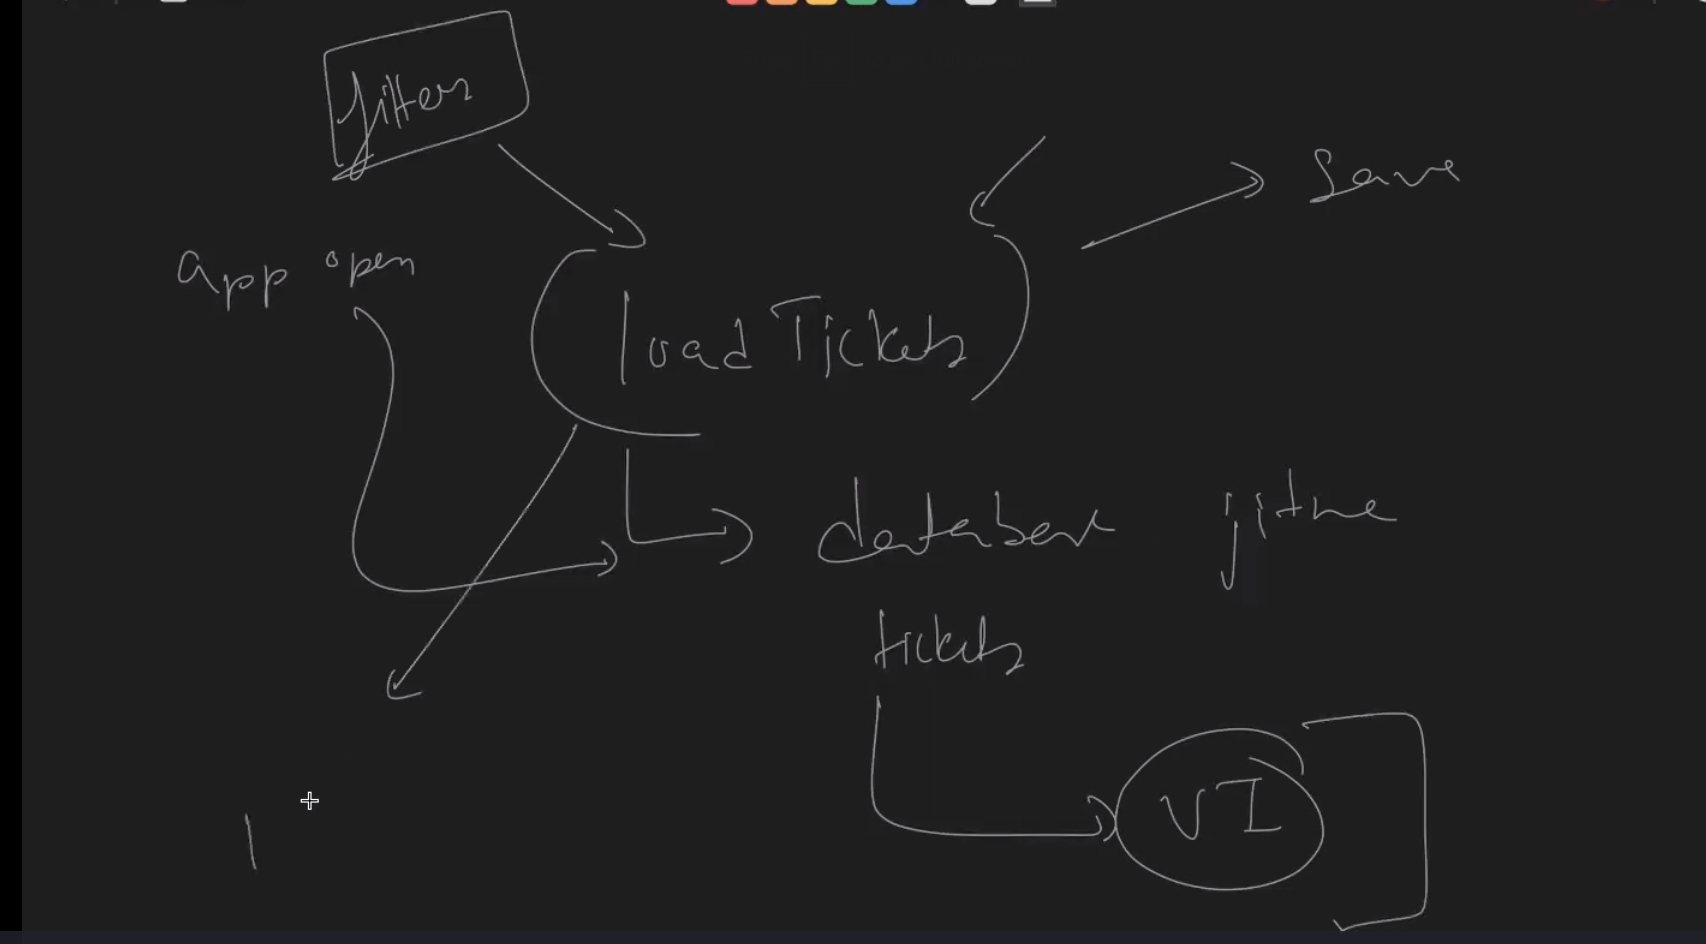 filter
save
app open
load Tickets
database jitne
tickets
UI